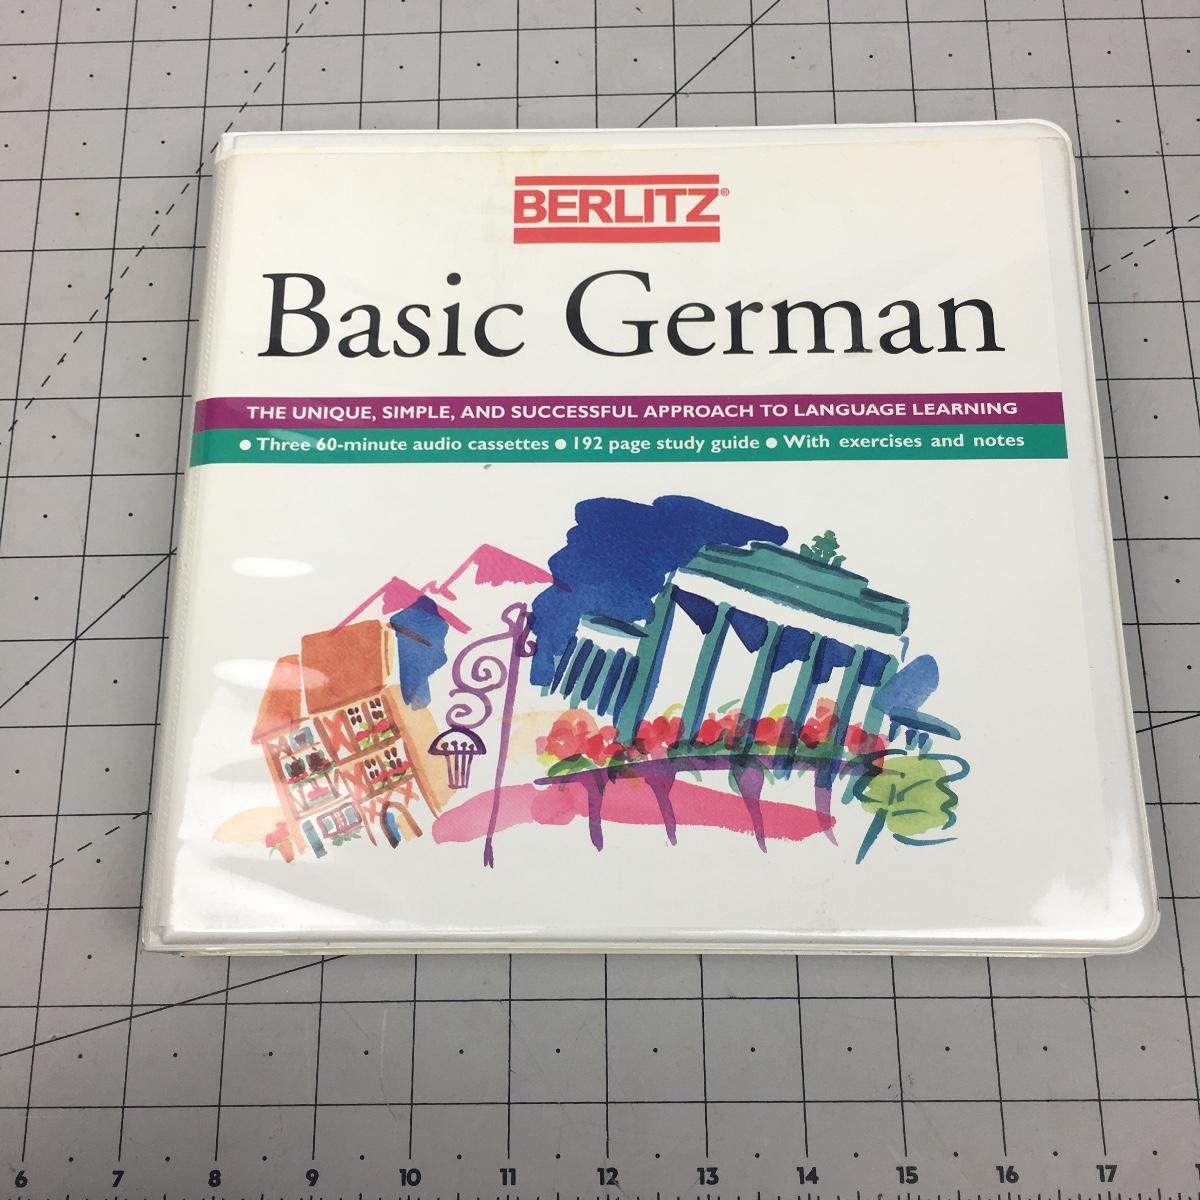 BERLITZ®
Basic German
THE UNIQUE, SIMPLE, AND SUCCESSFUL APPROACH TO LANGUAGE LEARNING
● Three 60-minute audio cassettes ● 192 page study guide ● With exercises and notes
6 7 8 9 10 11 12 13 14 15 16 17